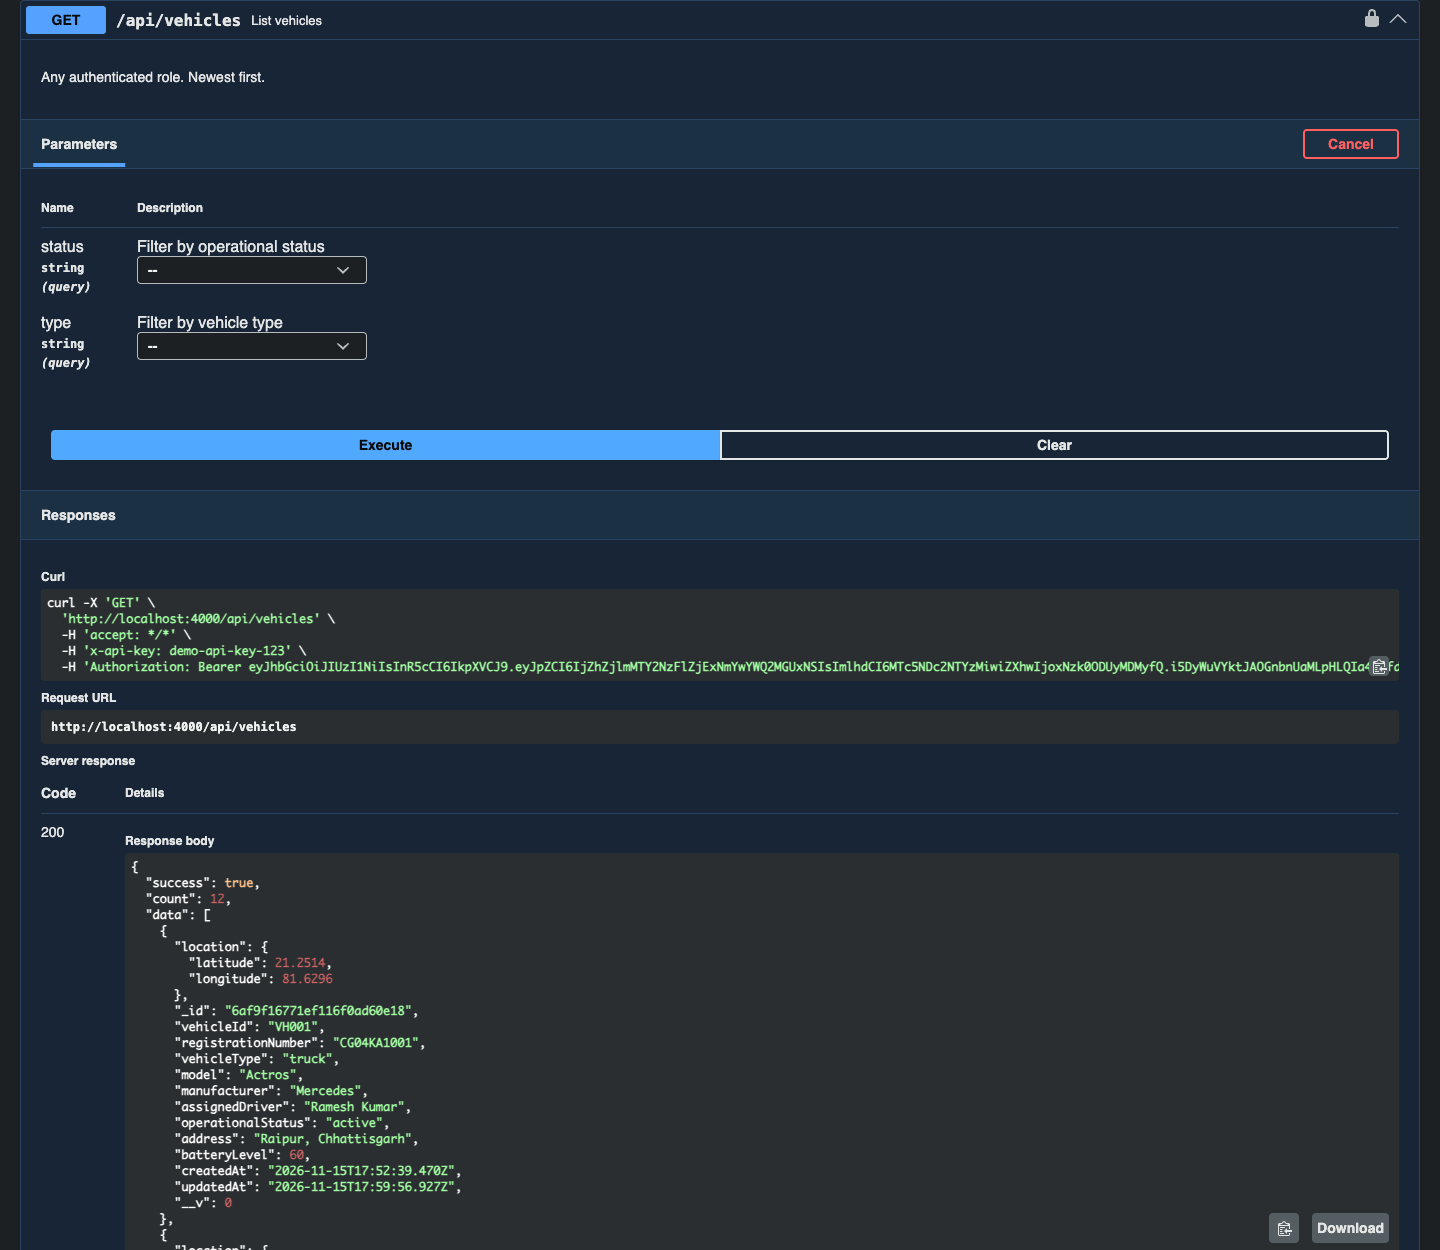 GET /api/vehicles List vehicles
Any authenticated role. Newest first.
Parameters
Cancel
Name Description
status Filter by operational status
string --
(query)
type Filter by vehicle type
string --
(query)
Execute Clear
Responses
Curl
curl -X 'GET' \
'http://localhost:4000/api/vehicles' \
-H 'accept: */*' \
-H 'x-api-key: demo-api-key-123' \
-H 'Authorization: Bearer
Request URL
http://localhost:4000/api/vehicles
Server response
Code Details
200
Response body
{
"success": true,
"count": 12,
"data": [
{
"location": {
"latitude": 21.2514,
"longitude": 81.6296
},
"_id": "6af9f16771ef116f0ad60e18",
"vehicleId": "VH001",
"registrationNumber": "CG04KA1001",
"vehicleType": "truck",
"model": "Actros",
"manufacturer": "Mercedes",
"assignedDriver": "Ramesh Kumar",
"operationalStatus": "active",
"address": "Raipur, Chhattisgarh",
"batteryLevel": 60,
"createdAt": "2026-11-15T17:52:39.470Z",
"updatedAt": "2026-11-15T17:59:56.927Z",
"__v": 0
},
{
"location": {
Download